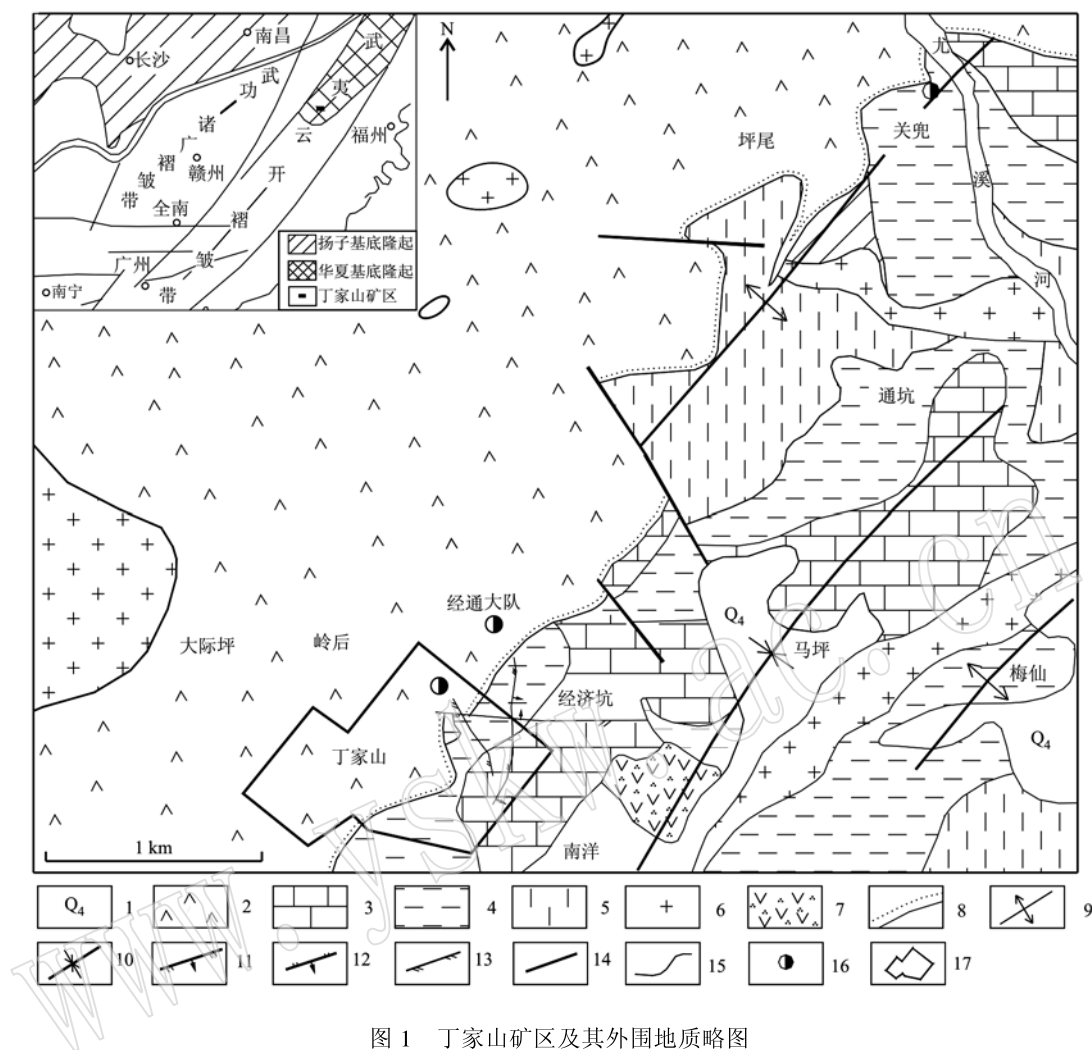 南昌
长沙
武
夷
云
武
功
诸
广
褶
皱
带
赣州
福州
开
褶
皱
带
全南
广州
南宁
扬子基底隆起
华夏基底隆起
丁家山矿区
N
尤
溪
河
关兜
坪尾
通坑
经通大队
Q4
马坪
梅仙
大际坪
岭后
经济坑
Q4
丁家山
1 km
南洋
Q4 1 2 3 4 5 6 7 8 9
10 11 12 13 14 15 16 17
图 1 丁家山矿区及其外围地质略图
www.yskw.ac.cn